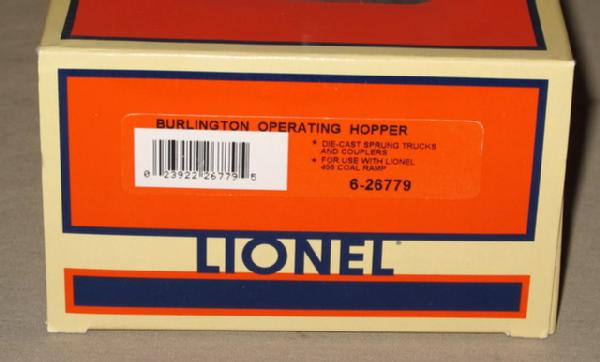 BURLINGTON OPERATING HOPPER
* DIE-CAST SPRUNG TRUCKS
AND COUPLERS
* FOR USE WITH LIONEL
456 COAL RAMP
0 23922 26779 5
6-26779
LIONEL